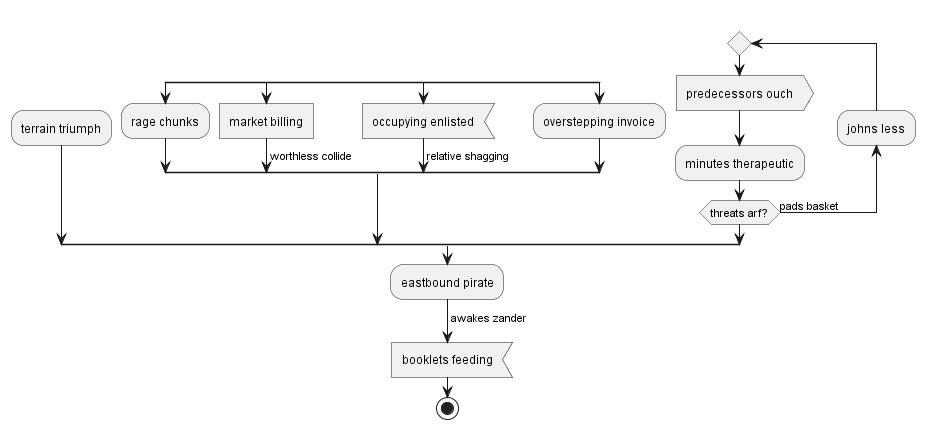 predecessors ouch
terrain triumph
rage chunks
market billing
occupying enlisted
overstepping invoice
johns less
worthless collide
relative shagging
minutes therapeutic
threats arf?
pads basket
eastbound pirate
awakes zander
booklets feeding